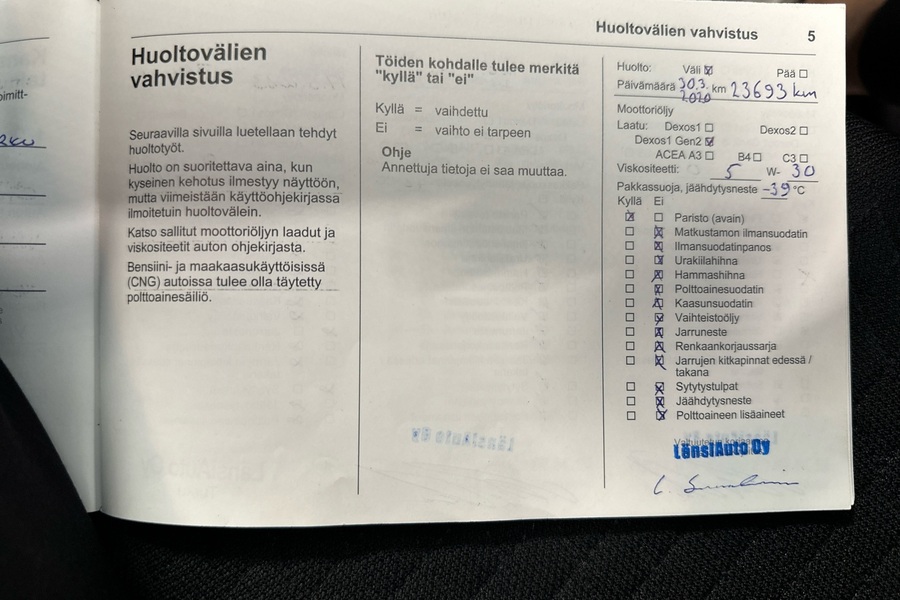 Huoltovälien vahvistus 5
Huoltovälien
vahvistus
Seuraavilla sivuilla luetellaan tehdyt
huoltotyöt.
Huolto on suoritettava aina, kun
kyseinen kehotus ilmestyy näyttöön,
mutta viimeistään käyttöohjekirjassa
ilmoitetuin huoltovälein.
Katso sallitut moottoriöljyn laadut ja
viskositeetit auton ohjekirjasta.
Bensiini- ja maakaasukäyttöisissä
(CNG) autoissa tulee olla täytetty
polttoainesäiliö.
Töiden kohdalle tulee merkitä
"kyllä" tai "ei"
Kyllä = vaihdettu
Ei = vaihto ei tarpeen
Ohje
Annettuja tietoja ei saa muuttaa.
Huolto: Väli ☒ Pää ☐
Päivämäärä 30.3. km 23693 km
2020
Moottoriöljy
Laatu: Dexos1 ☐ Dexos2 ☐
Dexos1 Gen2 ☒
ACEA A3 ☐ B4 ☐ C3 ☐
Viskositeetti: 5 W- 30
Pakkassuoja, jäähdytysneste -39 °C
Kyllä Ei
☒ ☐ Paristo (avain)
☐ ☒ Matkustamon ilmansuodatin
☐ ☒ Ilmansuodatinpanos
☐ ☒ Urakiilahihna
☐ ☒ Hammashihna
☐ ☒ Polttoainesuodatin
☐ ☒ Kaasunsuodatin
☐ ☒ Vaihteistoöljy
☐ ☒ Jarruneste
☐ ☒ Renkaankorjaussarja
☐ ☒ Jarrujen kitkapinnat edessä /
takana
☐ ☒ Sytytystulpat
☐ ☒ Jäähdytysneste
☐ ☒ Polttoaineen lisäaineet
LänsiAuto Oy